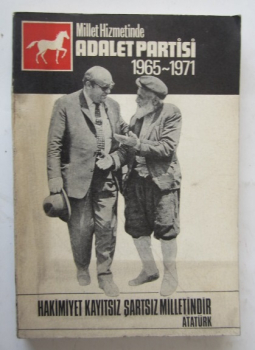 Millet Hizmetinde
ADALET PARTİSİ
1965~1971
HAKİMİYET KAYITSIZ ŞARTSIZ MİLLETİNDİR
ATATÜRK